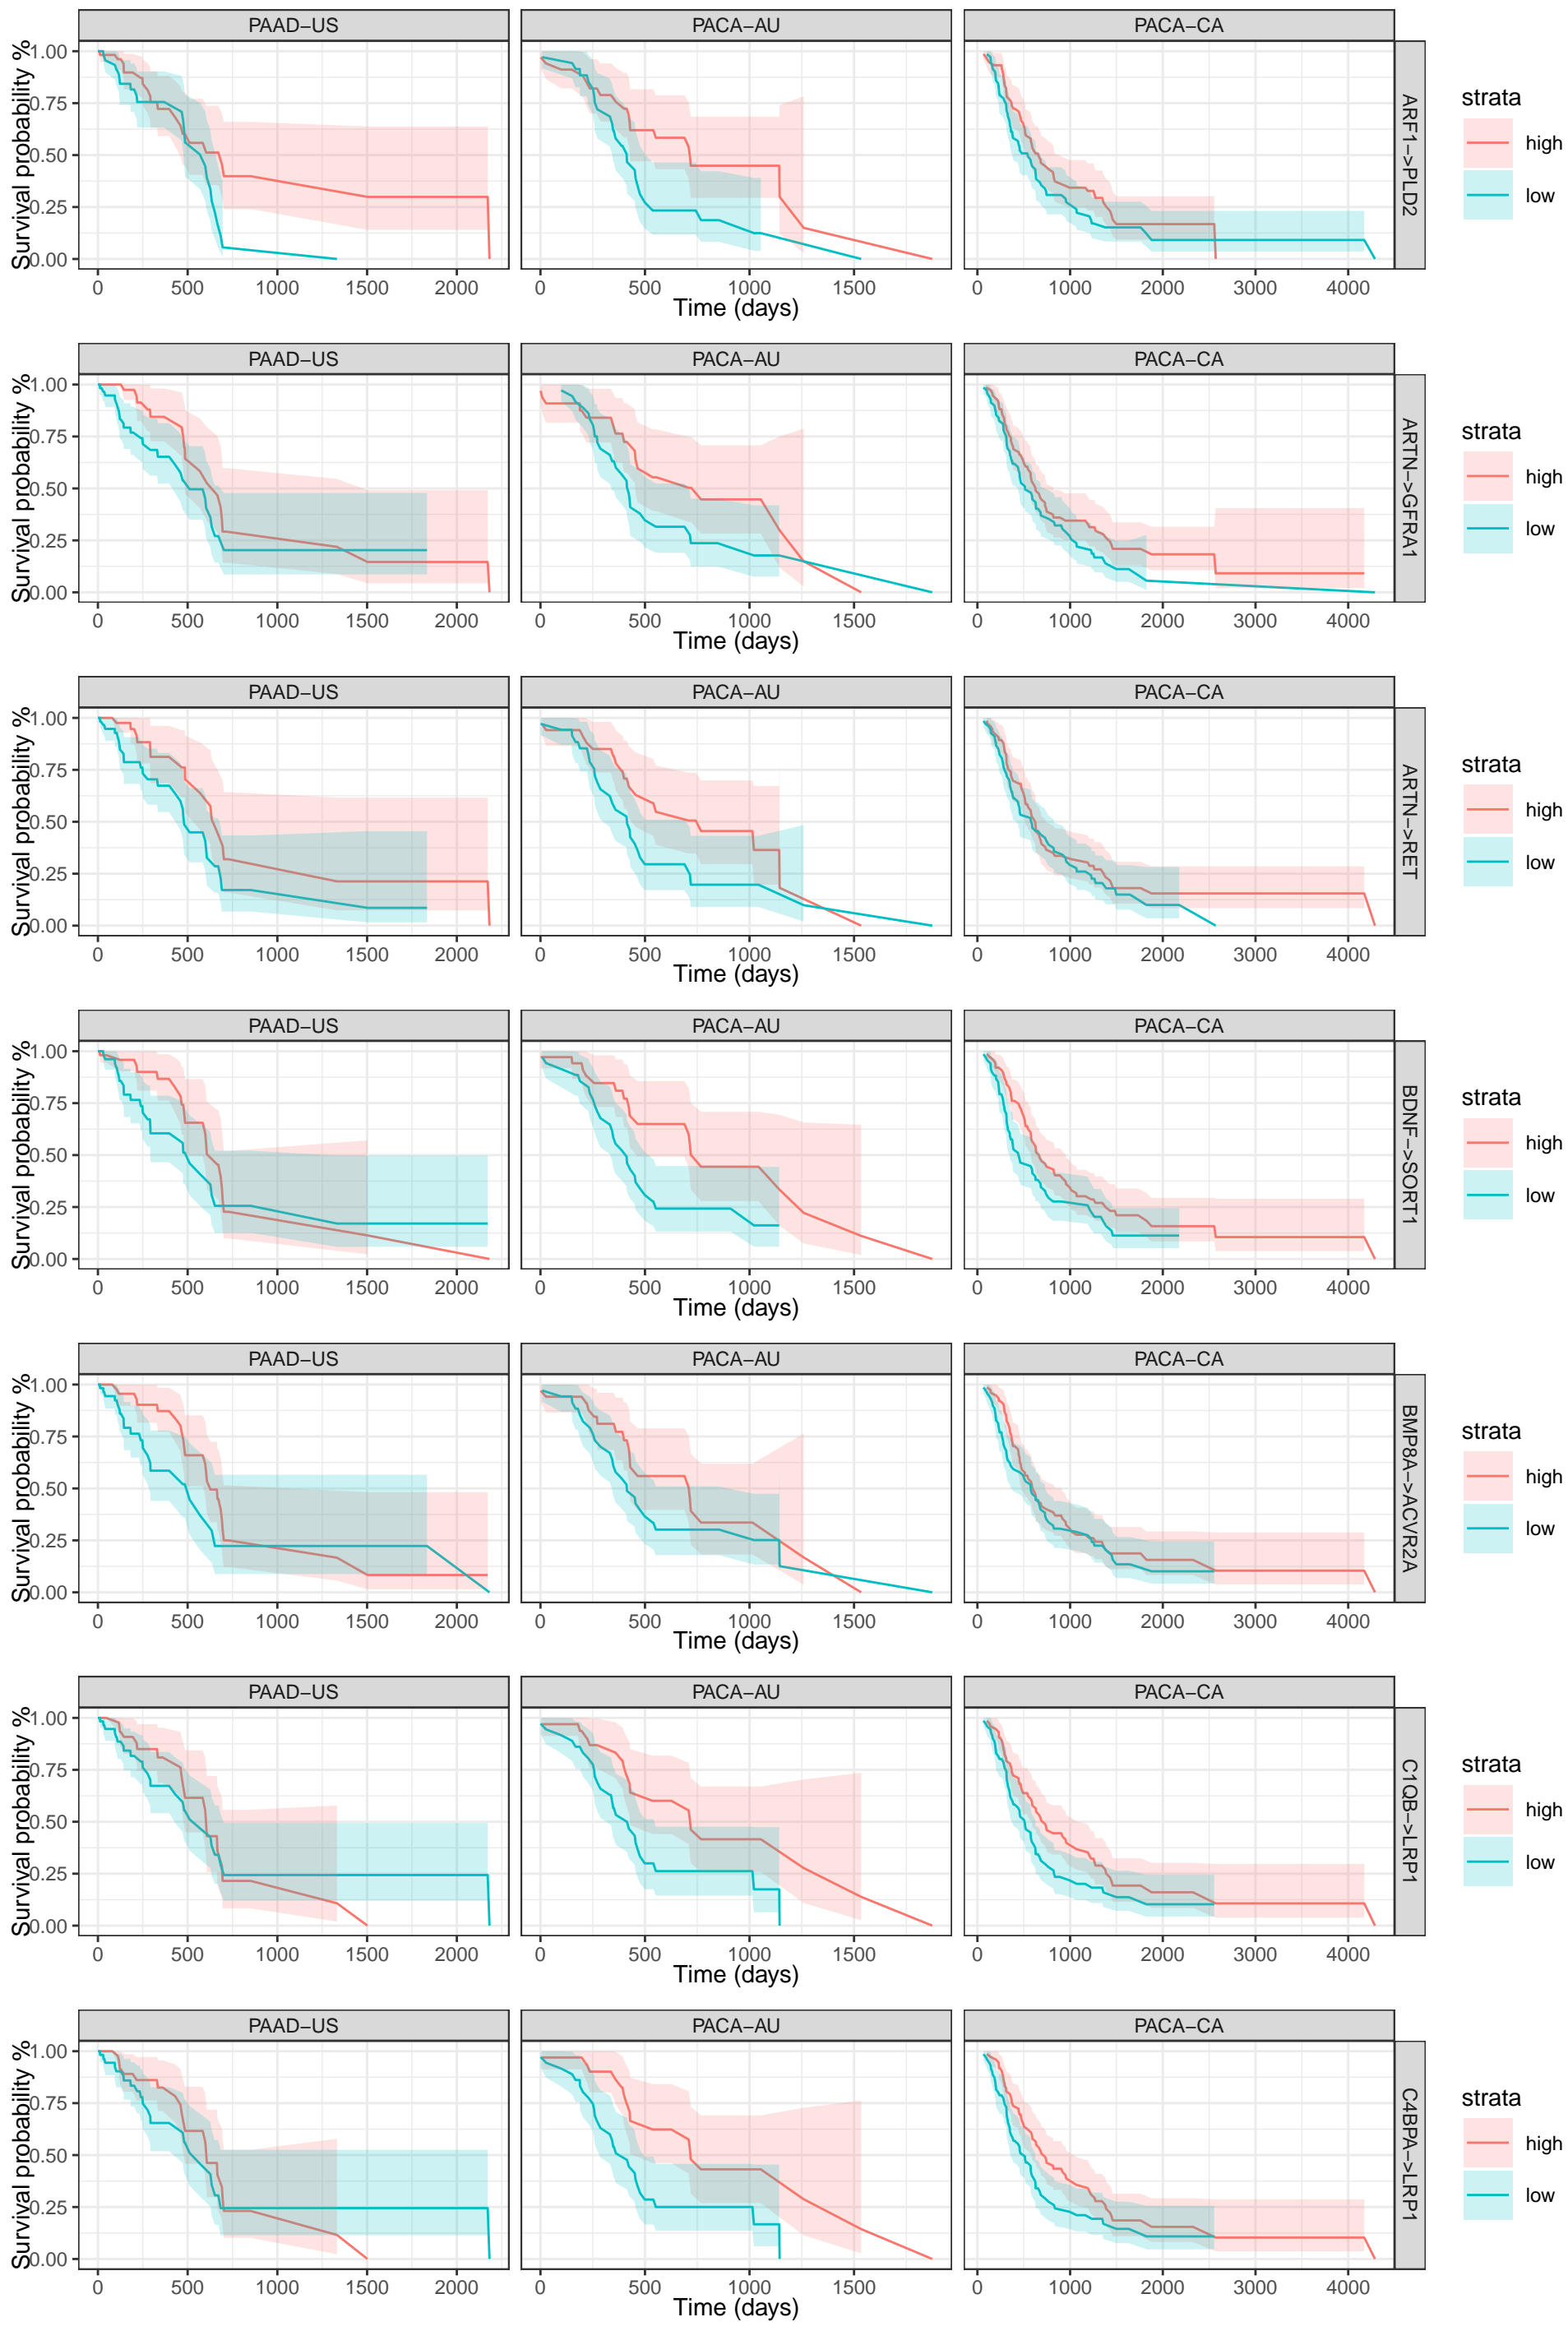 PAAD−US PACA−AU PACA−CA
Survival probability %
1.00
0.75
0.50
0.25
0.00
ARF1−>PLD2
strata
high
low
0 500 1000 1500 2000 0 500 1000 1500 0 1000 2000 3000 4000
Time (days)
PAAD−US PACA−AU PACA−CA
Survival probability %
1.00
0.75
0.50
0.25
0.00
ARTN−>GFRA1
strata
high
low
0 500 1000 1500 2000 0 500 1000 1500 0 1000 2000 3000 4000
Time (days)
PAAD−US PACA−AU PACA−CA
Survival probability %
1.00
0.75
0.50
0.25
0.00
ARTN−>RET
strata
high
low
0 500 1000 1500 2000 0 500 1000 1500 0 1000 2000 3000 4000
Time (days)
PAAD−US PACA−AU PACA−CA
Survival probability %
1.00
0.75
0.50
0.25
0.00
BDNF−>SORT1
strata
high
low
0 500 1000 1500 2000 0 500 1000 1500 0 1000 2000 3000 4000
Time (days)
PAAD−US PACA−AU PACA−CA
Survival probability %
1.00
0.75
0.50
0.25
0.00
BMP8A−>ACVR2A
strata
high
low
0 500 1000 1500 2000 0 500 1000 1500 0 1000 2000 3000 4000
Time (days)
PAAD−US PACA−AU PACA−CA
Survival probability %
1.00
0.75
0.50
0.25
0.00
C1QB−>LRP1
strata
high
low
0 500 1000 1500 2000 0 500 1000 1500 0 1000 2000 3000 4000
Time (days)
PAAD−US PACA−AU PACA−CA
Survival probability %
1.00
0.75
0.50
0.25
0.00
C4BPA−>LRP1
strata
high
low
0 500 1000 1500 2000 0 500 1000 1500 0 1000 2000 3000 4000
Time (days)